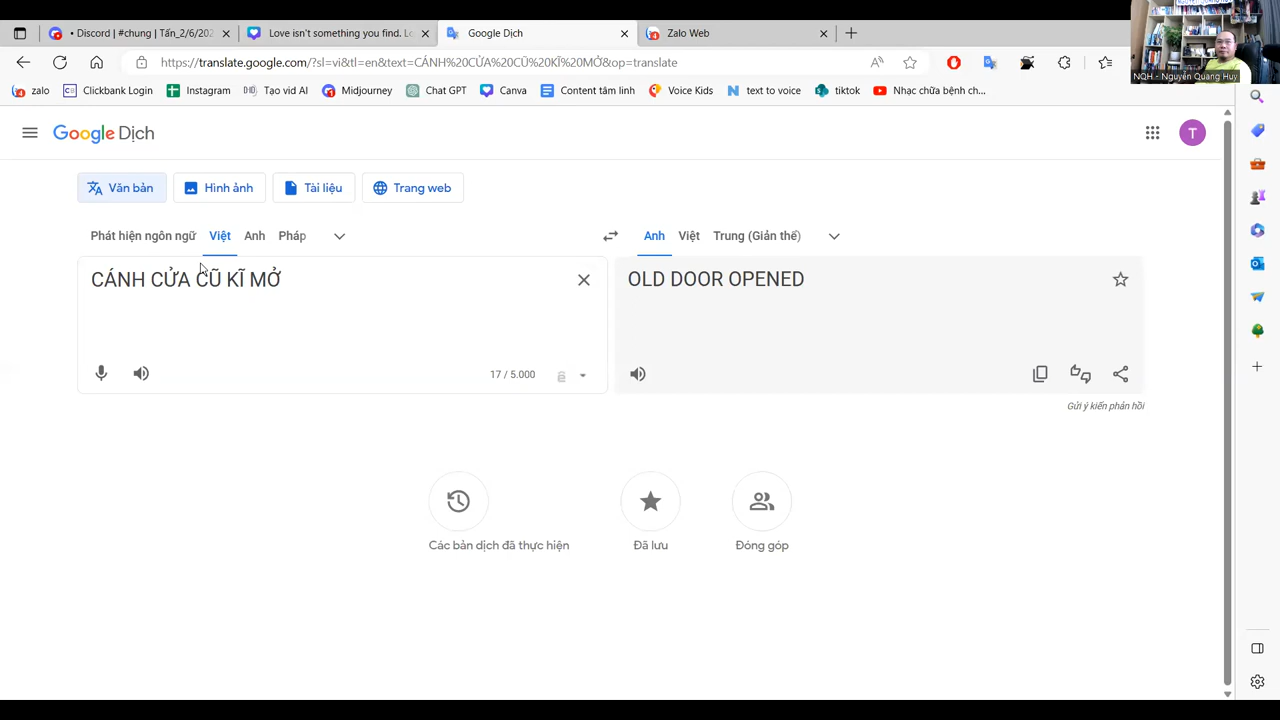 • Discord | #chung | Tấn_2/6/202
Love isn't something you find. Lo
Google Dịch
Zalo Web
NQH - Nguyễn Quang Huy
https://translate.google.com/?sl=vi&tl=en&text=CÁNH%20CỬA%20CŨ%20KĨ%20MỞ&op=translate
zalo
Clickbank Login
Instagram
Tạo vid AI
Midjourney
Chat GPT
Canva
Content tâm linh
Voice Kids
text to voice
tiktok
Nhạc chữa bệnh ch...
Google Dịch
T
Văn bản
Hình ảnh
Tài liệu
Trang web
Phát hiện ngôn ngữ
Việt
Anh
Pháp
Anh
Việt
Trung (Giản thể)
CÁNH CỬA CŨ KĨ MỞ
OLD DOOR OPENED
17 / 5.000
Gửi ý kiến phản hồi
Các bản dịch đã thực hiện
Đã lưu
Đóng góp